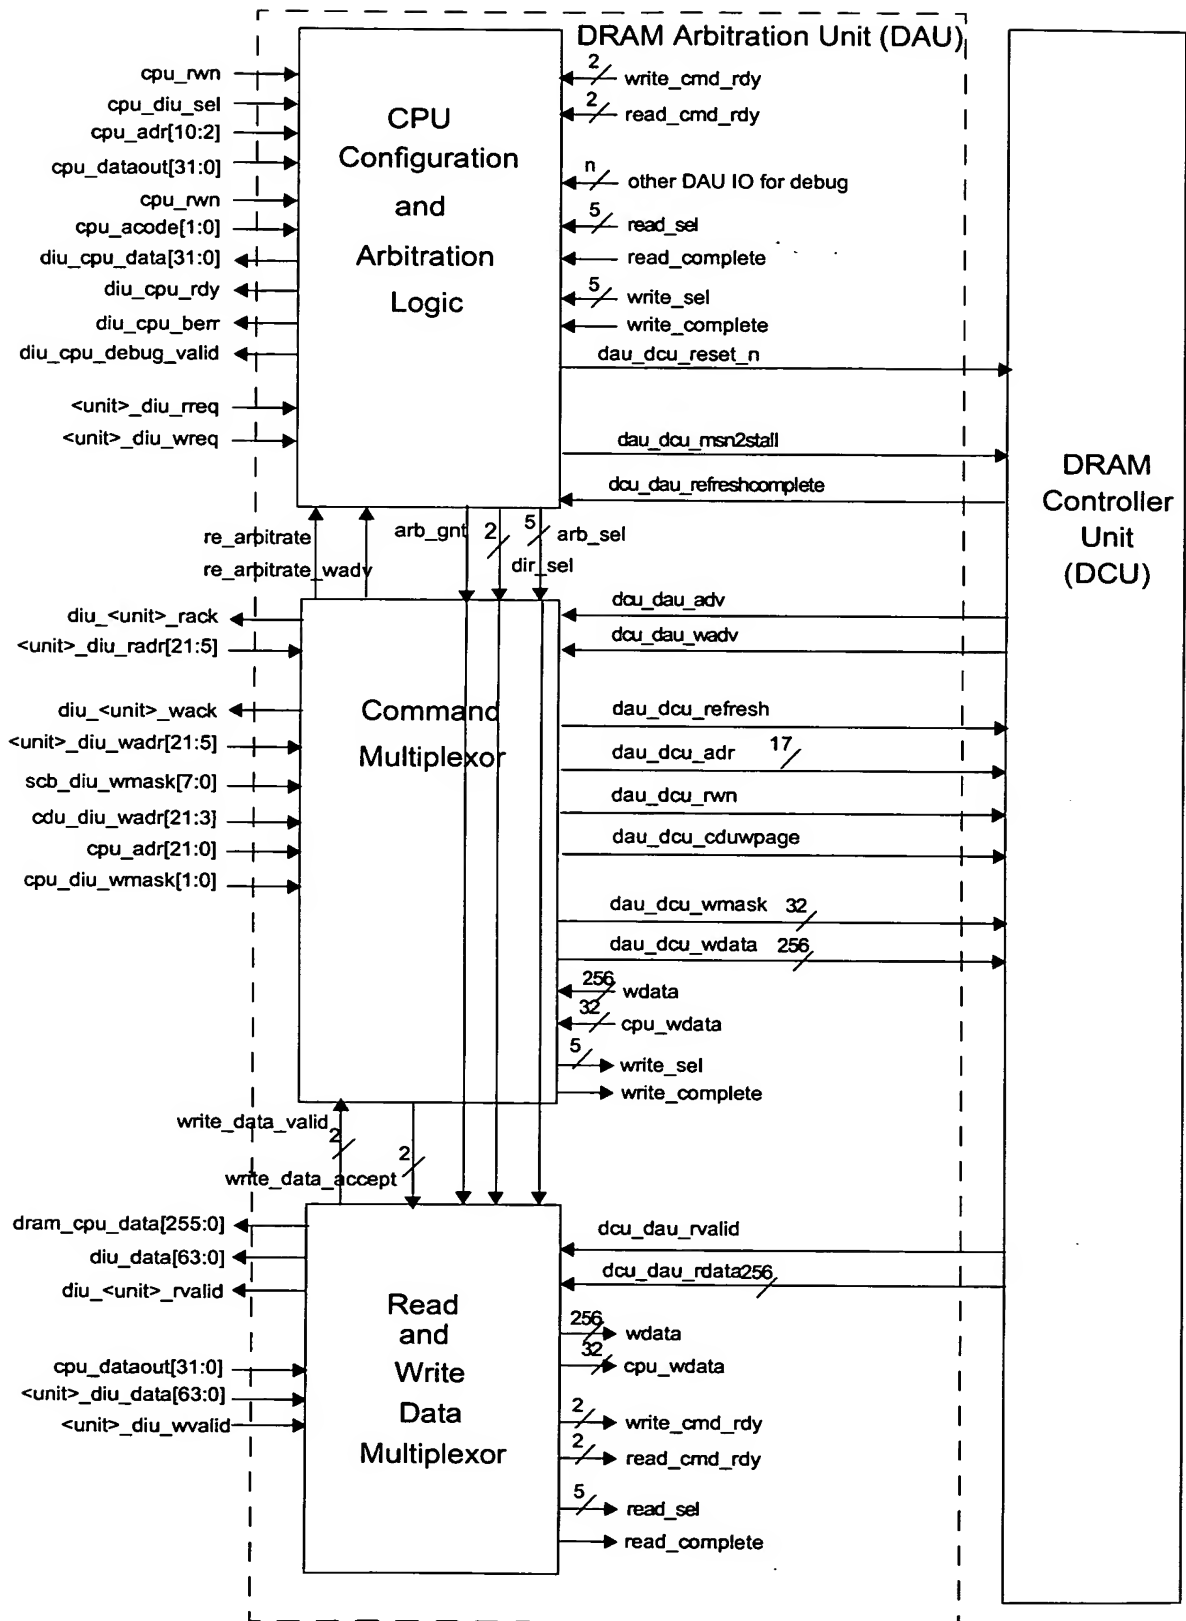 DRAM Arbitration Unit (DAU)
cpu_rwn
cpu_diu_sel
cpu_adr[10:2]
cpu_dataout[31:0]
cpu_rwn
cpu_acode[1:0]
diu_cpu_data[31:0]
diu_cpu_rdy
diu_cpu_berr
diu_cpu_debug_valid
<unit>_diu_rreq
<unit>_diu_wreq
CPU
Configuration
and
Arbitration
Logic
2 write_cmd_rdy
2 read_cmd_rdy
n other DAU IO for debug
5 read_sel
read_complete
5 write_sel
write_complete
dau_dcu_reset_n
dau_dcu_msn2stall
dcu_dau_refreshcomplete
DRAM
Controller
Unit
(DCU)
re_arbitrate
re_arbitrate_wadv
arb_gnt
2
dir_sel
5
arb_sel
diu_<unit>_rack
<unit>_diu_radr[21:5]
diu_<unit>_wack
<unit>_diu_wadr[21:5]
scb_diu_wmask[7:0]
cdu_diu_wadr[21:3]
cpu_adr[21:0]
cpu_diu_wmask[1:0]
Command
Multiplexor
dcu_dau_adv
dcu_dau_wadv
dau_dcu_refresh
dau_dcu_adr 17
dau_dcu_rwn
dau_dcu_cduwpage
dau_dcu_wmask 32
dau_dcu_wdata 256
256 wdata
32 cpu_wdata
5 write_sel
write_complete
write_data_valid
2
write_data_accept
2
dram_cpu_data[255:0]
diu_data[63:0]
diu_<unit>_rvalid
cpu_dataout[31:0]
<unit>_diu_data[63:0]
<unit>_diu_wvalid
Read
and
Write
Data
Multiplexor
dcu_dau_rvalid
dcu_dau_rdata 256
256 wdata
32 cpu_wdata
2 write_cmd_rdy
2 read_cmd_rdy
5 read_sel
read_complete